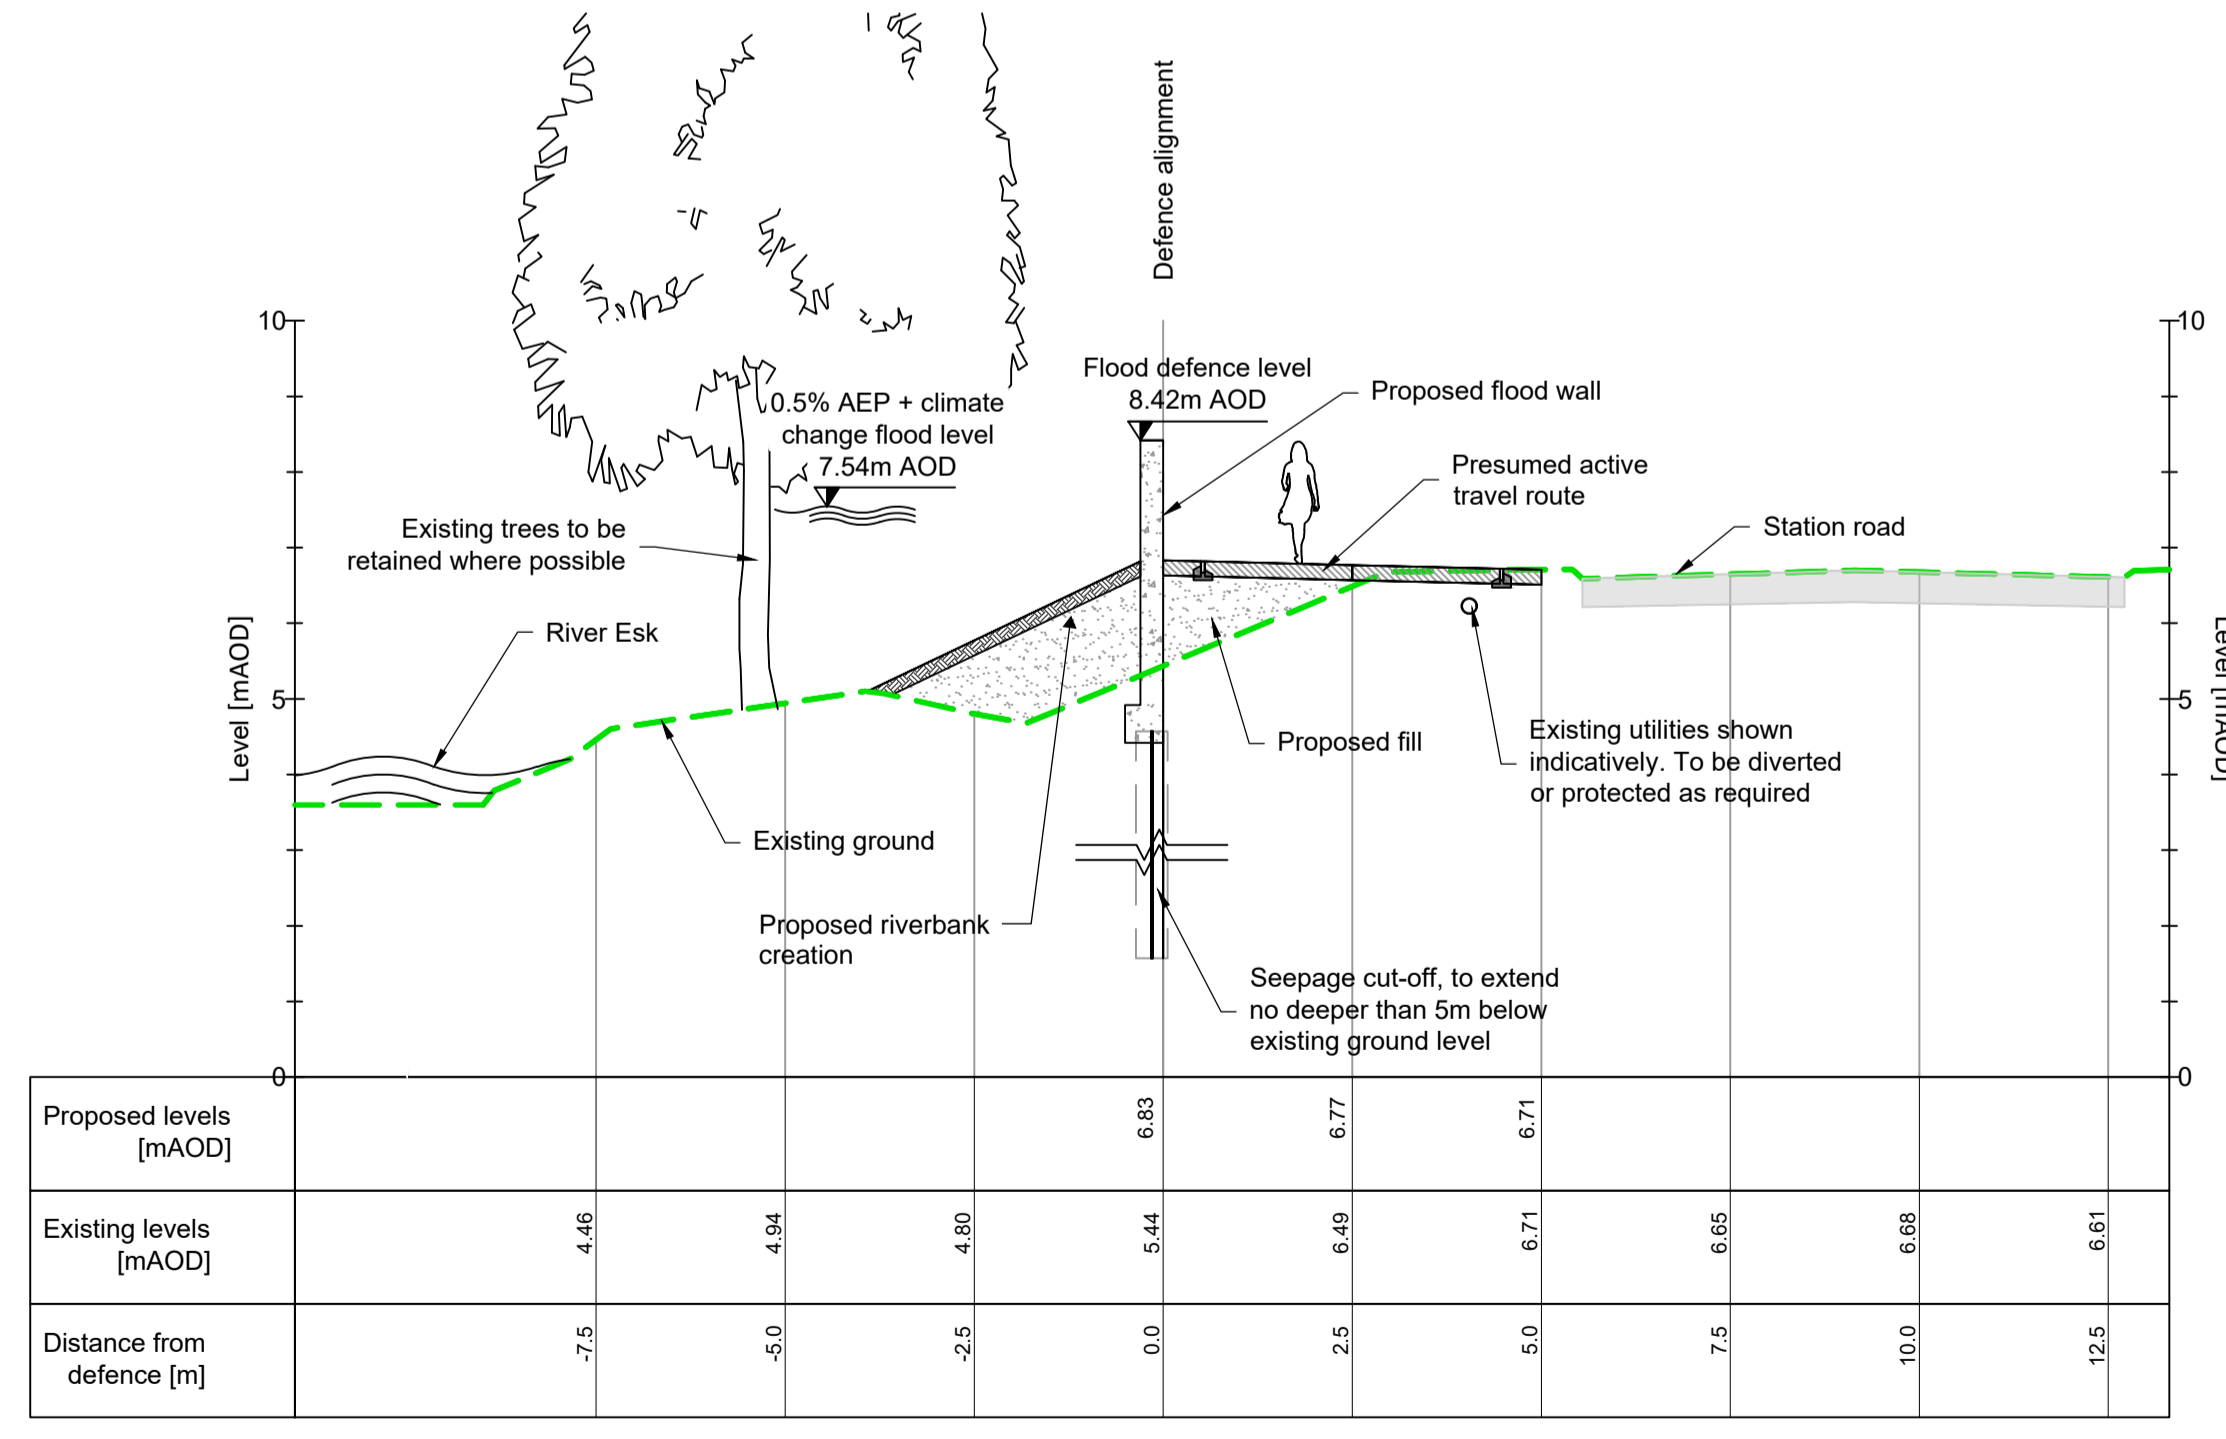 Defence alignment
10
10
Flood defence level
8.42m AOD
Proposed flood wall
0.5% AEP + climate
change flood level
7.54m AOD
Presumed active
travel route
Existing trees to be
retained where possible
Station road
River Esk
Level [mAOD]
Level [mAOD]
5
5
Existing utilities shown
indicatively. To be diverted
or protected as required
Proposed fill
Existing ground
Proposed riverbank
creation
Seepage cut-off, to extend
no deeper than 5m below
existing ground level
0
0
Proposed levels
[mAOD]
6.83
6.77
6.71
Existing levels
[mAOD]
4.46
4.94
4.80
5.44
6.49
6.71
6.65
6.68
6.61
Distance from
defence [m]
-7.5
-5.0
-2.5
0.0
2.5
5.0
7.5
10.0
12.5